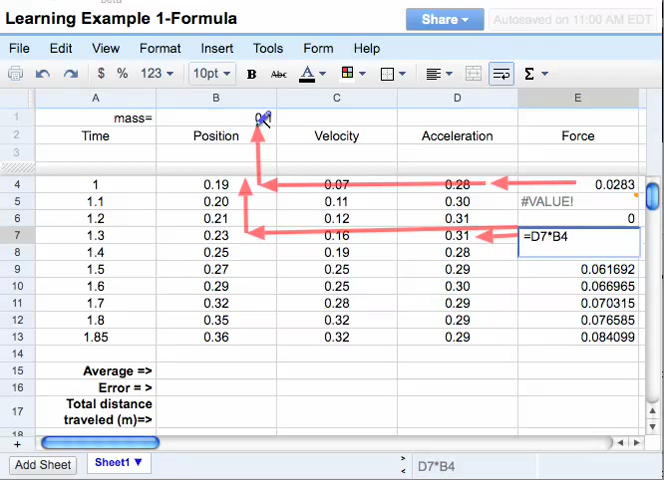 beta
Learning Example 1-Formula
Share
Autosaved on 11:00 AM EDT
File Edit View Format Insert Tools Form Help
$ % 123 10pt B Abc A Σ
A B C D E
1 mass=
2 Time Position Velocity Acceleration Force
3
4 1 0.19 0.07 0.28 0.0283
5 1.1 0.20 0.11 0.30 #VALUE!
6 1.2 0.21 0.12 0.31 0
7 1.3 0.23 0.16 0.31 =D7*B4
8 1.4 0.25 0.19 0.28
9 1.5 0.27 0.25 0.29 0.061692
10 1.6 0.29 0.25 0.30 0.066965
11 1.7 0.32 0.28 0.29 0.070315
12 1.8 0.35 0.32 0.29 0.076585
13 1.85 0.36 0.32 0.29 0.084099
14
15 Average =>
16 Error = >
17 Total distance
traveled (m)=>
18
Add Sheet Sheet1 D7*B4